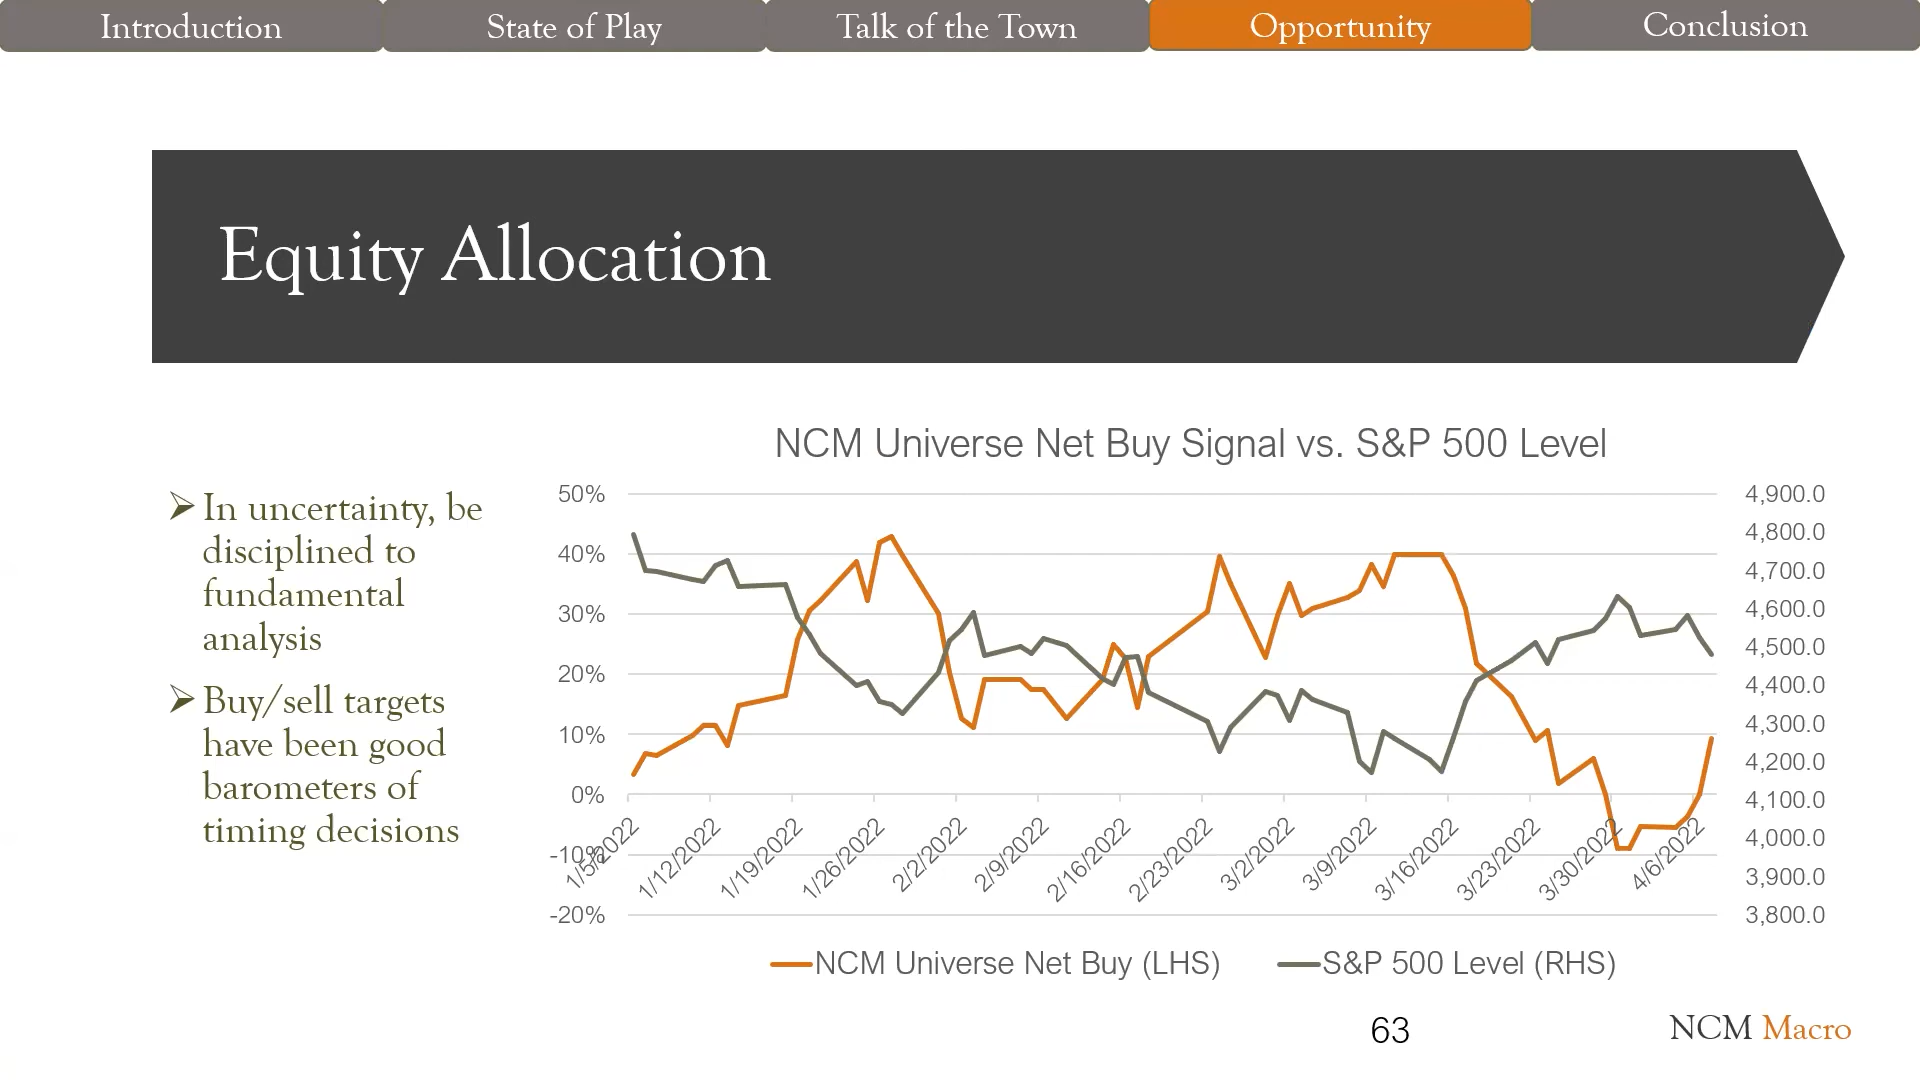 Introduction
State of Play
Talk of the Town
Opportunity
Conclusion
Equity Allocation
In uncertainty, be
disciplined to
fundamental
analysis
Buy/sell targets
have been good
barometers of
timing decisions
NCM Universe Net Buy Signal vs. S&P 500 Level
50%
40%
30%
20%
10%
0%
-10%
-20%
4,900.0
4,800.0
4,700.0
4,600.0
4,500.0
4,400.0
4,300.0
4,200.0
4,100.0
4,000.0
3,900.0
3,800.0
1/5/2022
1/12/2022
1/19/2022
1/26/2022
2/2/2022
2/9/2022
2/16/2022
2/23/2022
3/2/2022
3/9/2022
3/16/2022
3/23/2022
3/30/2022
4/6/2022
NCM Universe Net Buy (LHS)
S&P 500 Level (RHS)
63
NCM Macro